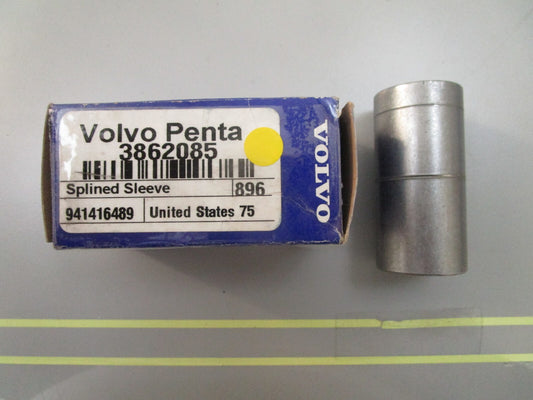 Volvo Penta
3862085
Splined Sleeve 896
941416489 United States 75
VOLVO